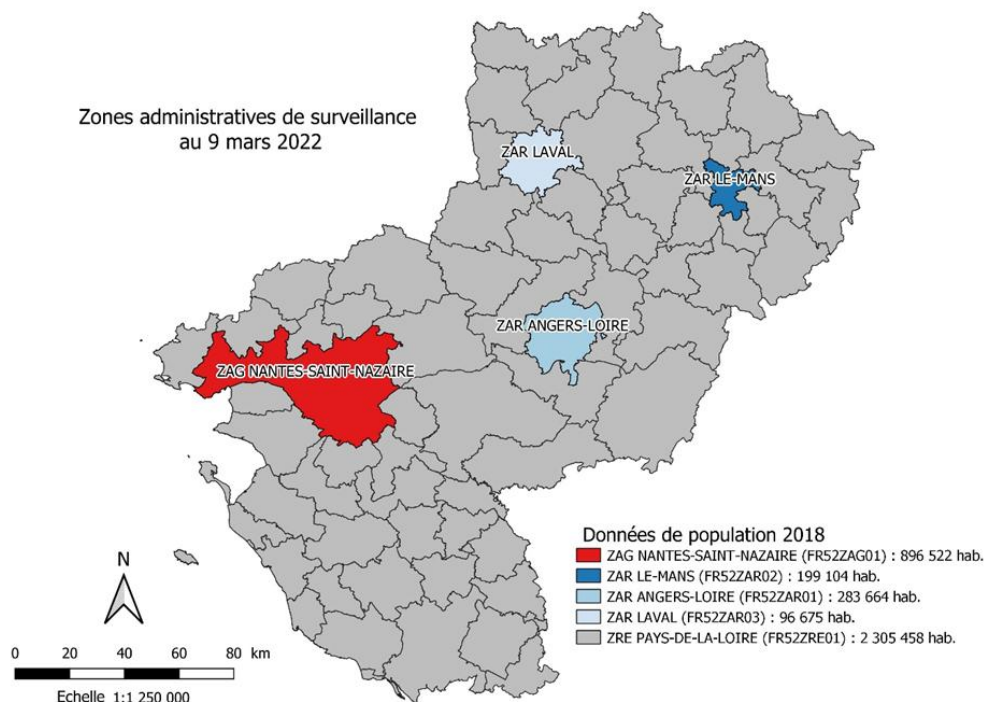 Zones administratives de surveillance
au 9 mars 2022
ZAR LAVAL
ZAR LE-MANS
ZAR ANGERS-LOIRE
ZAG NANTES-SAINT-NAZAIRE
Données de population 2018
ZAG NANTES-SAINT-NAZAIRE (FR52ZAG01) : 896 522 hab.
ZAR LE-MANS (FR52ZAR02) : 199 104 hab.
ZAR ANGERS-LOIRE (FR52ZAR01) : 283 664 hab.
ZAR LAVAL (FR52ZAR03) : 96 675 hab.
ZRE PAYS-DE-LA-LOIRE (FR52ZRE01) : 2 305 458 hab.
N
0 20 40 60 80 km
Echelle 1:1 250 000